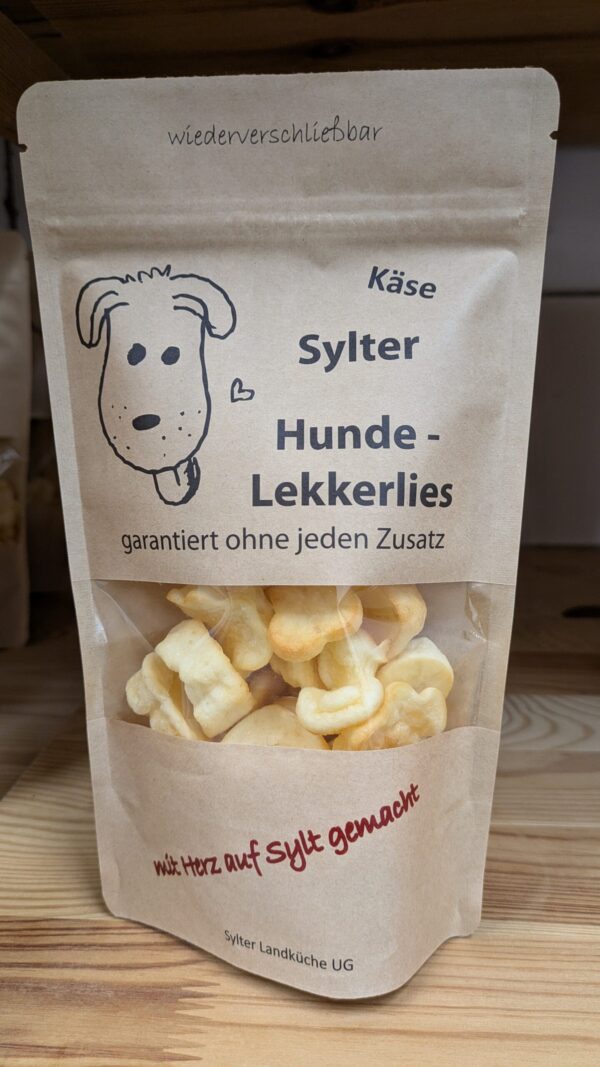 wiederverschließbar
Käse
Sylter
Hunde -
Lekkerlies
garantiert ohne jeden Zusatz
mit Herz auf Sylt gemacht
Sylter Landküche UG